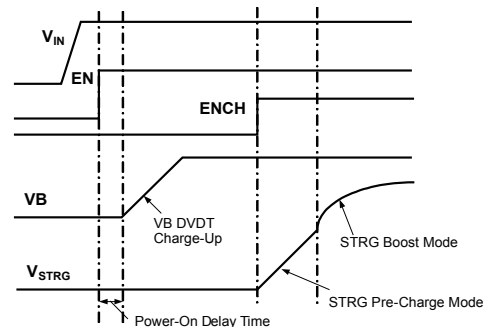 VIN
EN
ENCH
VB
VB DVDT
Charge-Up
STRG Boost Mode
VSTRG
STRG Pre-Charge Mode
Power-On Delay Time